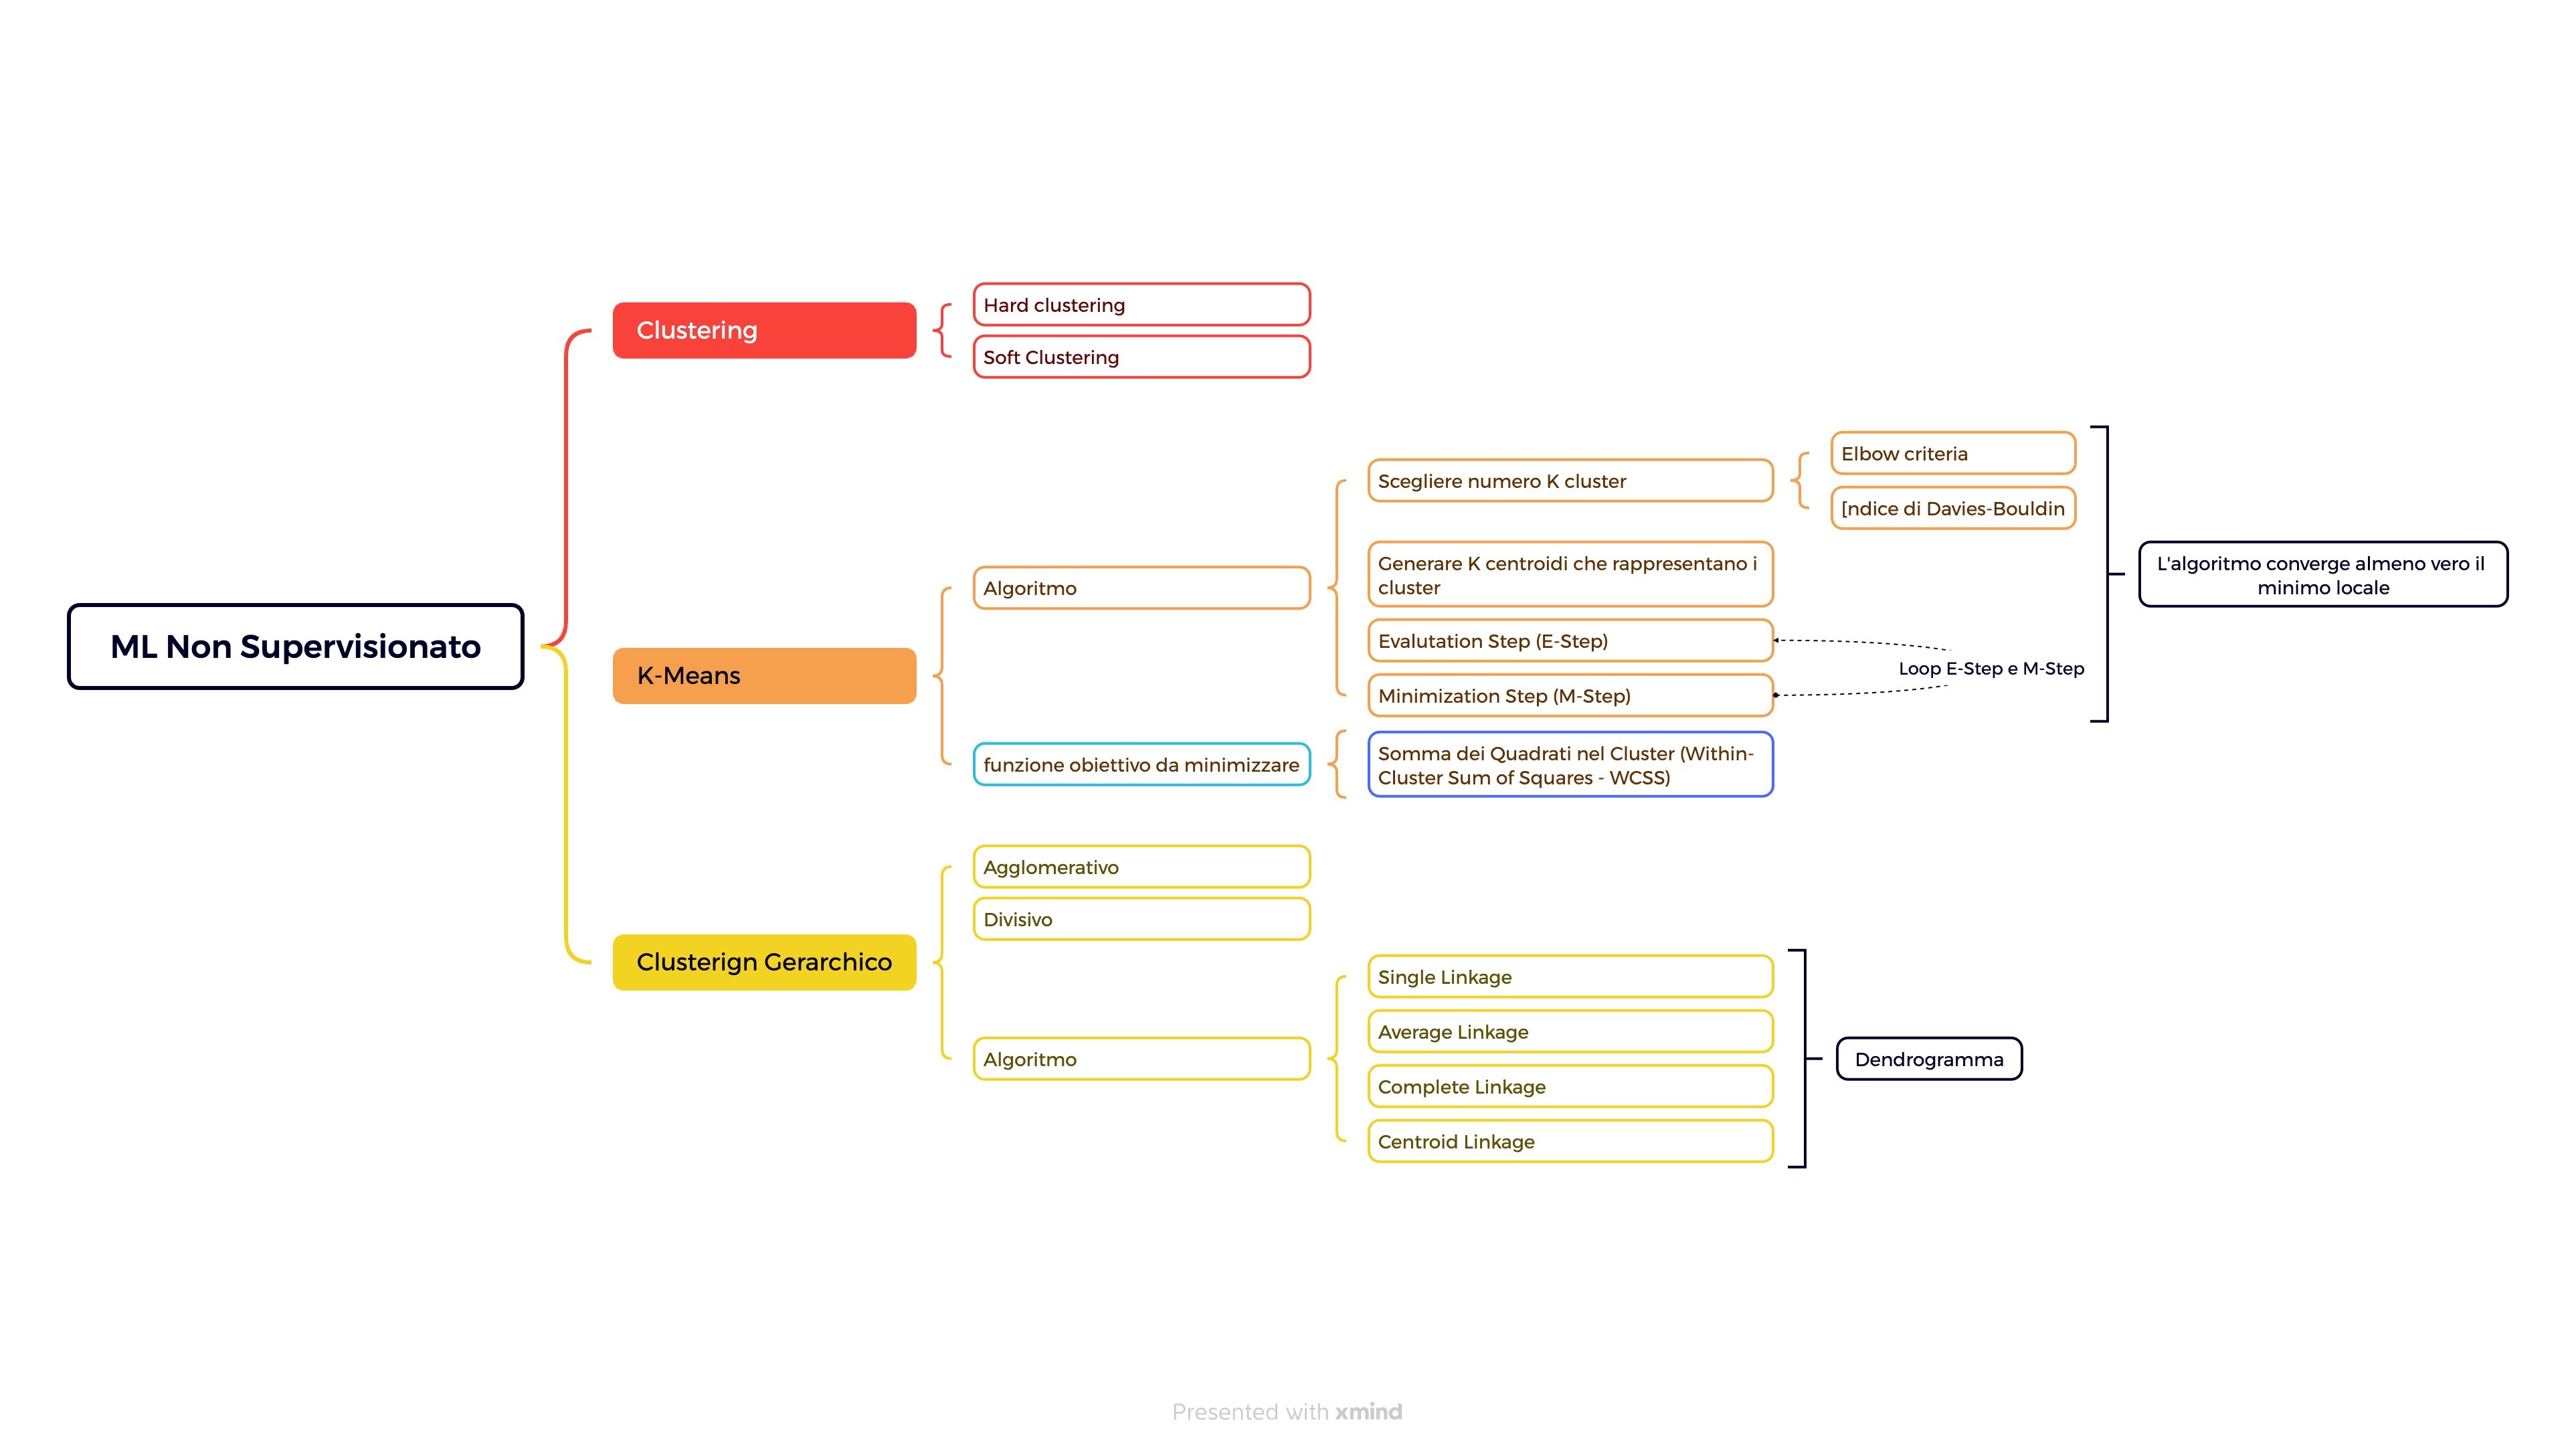 ML Non Supervisionato
Clustering
Hard clustering
Soft Clustering
K-Means
Algoritmo
Scegliere numero K cluster
Elbow criteria
[ndice di Davies-Bouldin
Generare K centroidi che rappresentano i
cluster
Evalutation Step (E-Step)
Minimization Step (M-Step)
Loop E-Step e M-Step
L'algoritmo converge almeno vero il
minimo locale
funzione obiettivo da minimizzare
Somma dei Quadrati nel Cluster (Within-
Cluster Sum of Squares - WCSS)
Clusterign Gerarchico
Agglomerativo
Divisivo
Algoritmo
Single Linkage
Average Linkage
Complete Linkage
Centroid Linkage
Dendrogramma
Presented with xmind